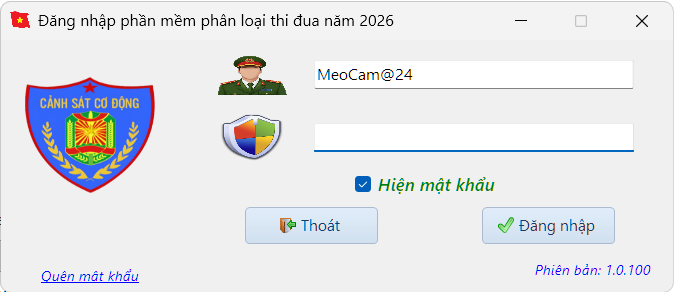 Đăng nhập phần mềm phân loại thi đua năm 2026
CẢNH SÁT CƠ ĐỘNG
MeoCam@24
Hiện mật khẩu
Thoát
Đăng nhập
Quên mật khẩu
Phiên bản: 1.0.100